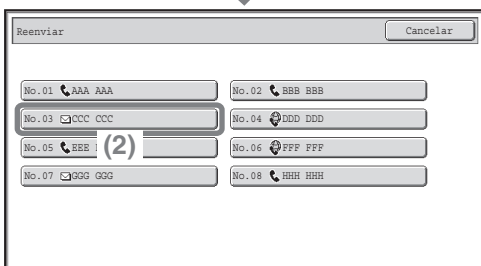 Reenviar Cancelar
No.01 AAA AAA No.02 BBB BBB
No.03 CCC CCC No.04 DDD DDD
No.05 EEE No.06 FFF FFF
(2)
No.07 GGG GGG No.08 HHH HHH